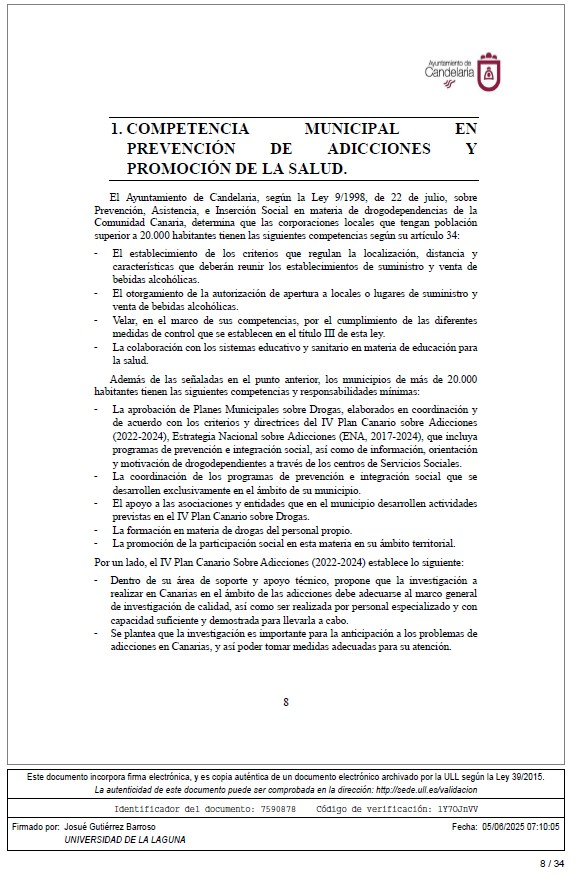 Ayuntamiento de
Candelaria
1. COMPETENCIA MUNICIPAL EN
PREVENCIÓN DE ADICCIONES Y
PROMOCIÓN DE LA SALUD.
El Ayuntamiento de Candelaria, según la Ley 9/1998, de 22 de julio, sobre
Prevención, Asistencia, e Inserción Social en materia de drogodependencias de la
Comunidad Canaria, determina que las corporaciones locales que tengan población
superior a 20.000 habitantes tienen las siguientes competencias según su artículo 34:
- El establecimiento de los criterios que regulan la localización, distancia y
características que deberán reunir los establecimientos de suministro y venta de
bebidas alcohólicas.
- El otorgamiento de la autorización de apertura a locales o lugares de suministro y
venta de bebidas alcohólicas.
- Velar, en el marco de sus competencias, por el cumplimiento de las diferentes
medidas de control que se establecen en el título III de esta ley.
- La colaboración con los sistemas educativo y sanitario en materia de educación para
la salud.
Además de las señaladas en el punto anterior, los municipios de más de 20.000
habitantes tienen las siguientes competencias y responsabilidades mínimas:
- La aprobación de Planes Municipales sobre Drogas, elaborados en coordinación y
de acuerdo con los criterios y directrices del IV Plan Canario sobre Adicciones
(2022-2024), Estrategia Nacional sobre Adicciones (ENA, 2017-2024), que incluya
programas de prevención e integración social, así como de información, orientación
y motivación de drogodependientes a través de los centros de Servicios Sociales.
- La coordinación de los programas de prevención e integración social que se
desarrollen exclusivamente en el ámbito de su municipio.
- El apoyo a las asociaciones y entidades que en el municipio desarrollen actividades
previstas en el IV Plan Canario sobre Drogas.
- La formación en materia de drogas del personal propio.
- La promoción de la participación social en esta materia en su ámbito territorial.
Por un lado, el IV Plan Canario Sobre Adicciones (2022-2024) establece lo siguiente:
- Dentro de su área de soporte y apoyo técnico, propone que la investigación a
realizar en Canarias en el ámbito de las adicciones debe adecuarse al marco general
de investigación de calidad, así como ser realizada por personal especializado y con
capacidad suficiente y demostrada para llevarla a cabo.
- Se plantea que la investigación es importante para la anticipación a los problemas de
adicciones en Canarias, y así poder tomar medidas adecuadas para su atención.
8
Este documento incorpora firma electrónica, y es copia auténtica de un documento electrónico archivado por la ULL según la Ley 39/2015.
La autenticidad de este documento puede ser comprobada en la dirección: http://sede.ull.es/validacion
Identificador del documento: 7590878 Código de verificación: 1Y7OJnVV
Firmado por: Josué Gutiérrez Barroso Fecha: 05/06/2025 07:10:05
UNIVERSIDAD DE LA LAGUNA
8 / 34